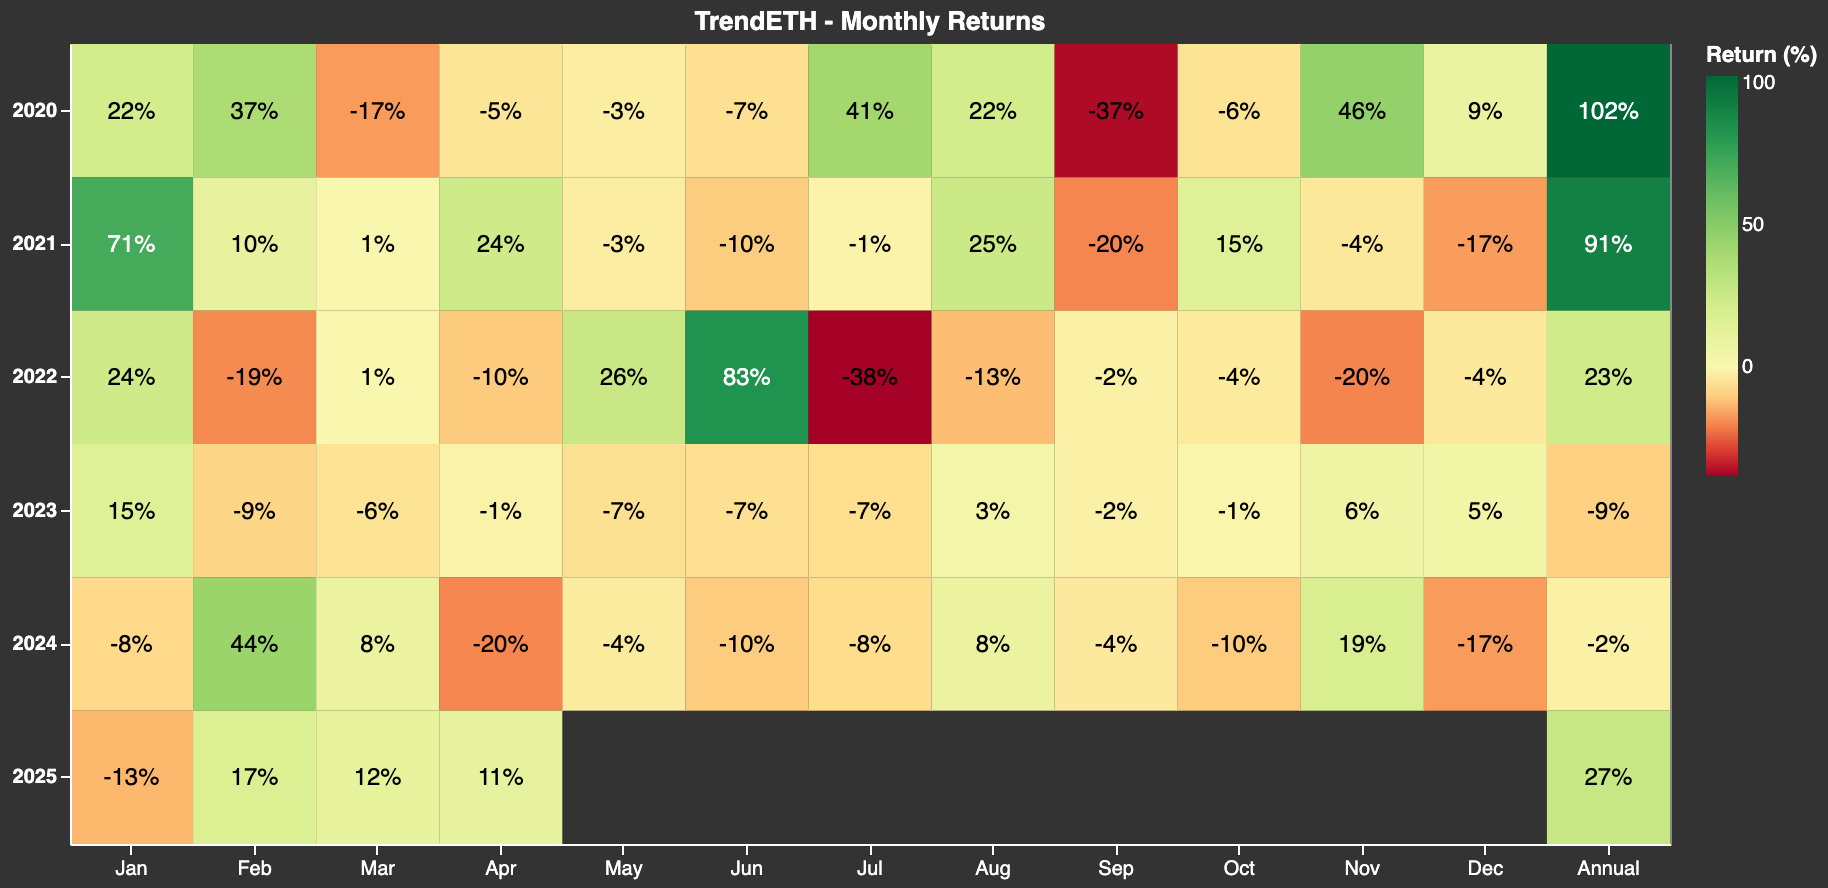 TrendETH - Monthly Returns
Return (%)
100
50
0
2020 22% 37% -17% -5% -3% -7% 41% 22% -37% -6% 46% 9% 102%
2021 71% 10% 1% 24% -3% -10% -1% 25% -20% 15% -4% -17% 91%
2022 24% -19% 1% -10% 26% 83% -38% -13% -2% -4% -20% -4% 23%
2023 15% -9% -6% -1% -7% -7% -7% 3% -2% -1% 6% 5% -9%
2024 -8% 44% 8% -20% -4% -10% -8% 8% -4% -10% 19% -17% -2%
2025 -13% 17% 12% 11% 27%
Jan Feb Mar Apr May Jun Jul Aug Sep Oct Nov Dec Annual